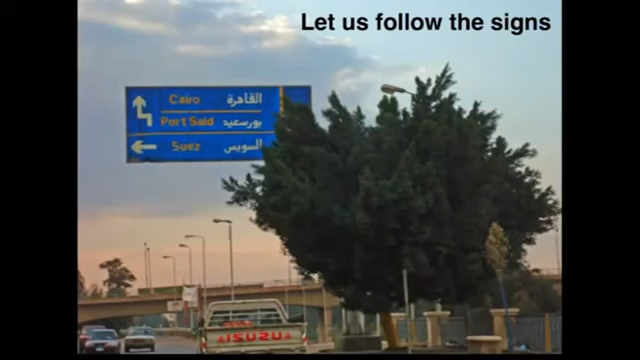 Let us follow the signs
Cairo القاهرة
Port Said بورسعيد
Suez السويس
ISUZU